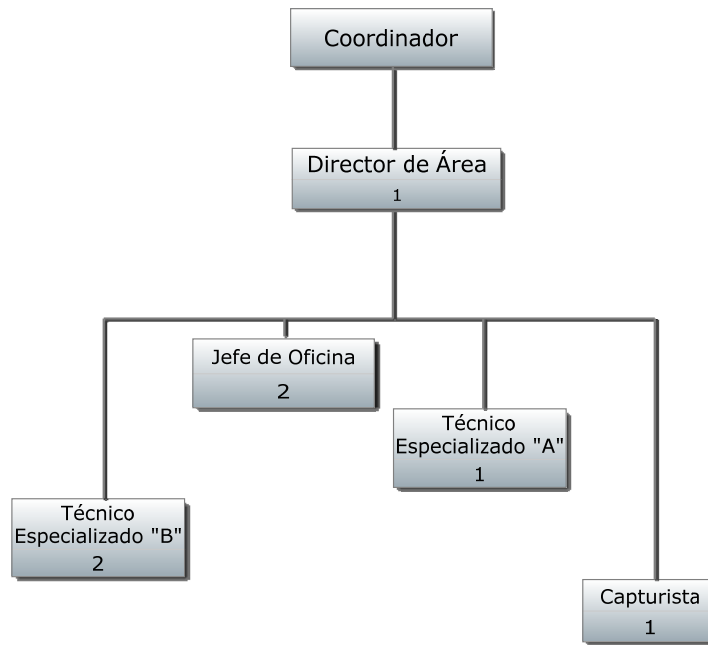 Coordinador
Director de Área
1
Jefe de Oficina
2
Técnico
Especializado "A"
1
Técnico
Especializado "B"
2
Capturista
1